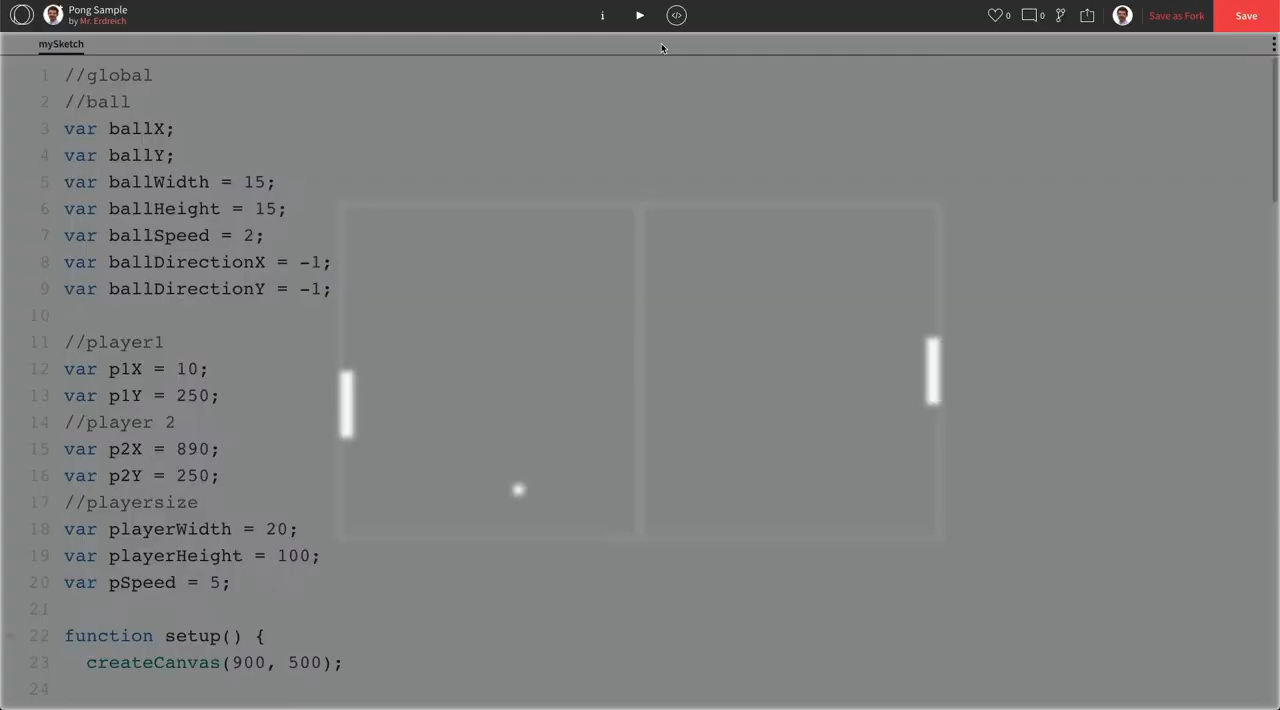 Pong Sample
by Mr. Erdreich
i
</>
0
0
Save as Fork
Save
mySketch
1 //global
2 //ball
3 var ballX;
4 var ballY;
5 var ballWidth = 15;
6 var ballHeight = 15;
7 var ballSpeed = 2;
8 var ballDirectionX = -1;
9 var ballDirectionY = -1;
10
11 //player1
12 var p1X = 10;
13 var p1Y = 250;
14 //player 2
15 var p2X = 890;
16 var p2Y = 250;
17 //playersize
18 var playerWidth = 20;
19 var playerHeight = 100;
20 var pSpeed = 5;
21
22 function setup() {
23 createCanvas(900, 500);
24